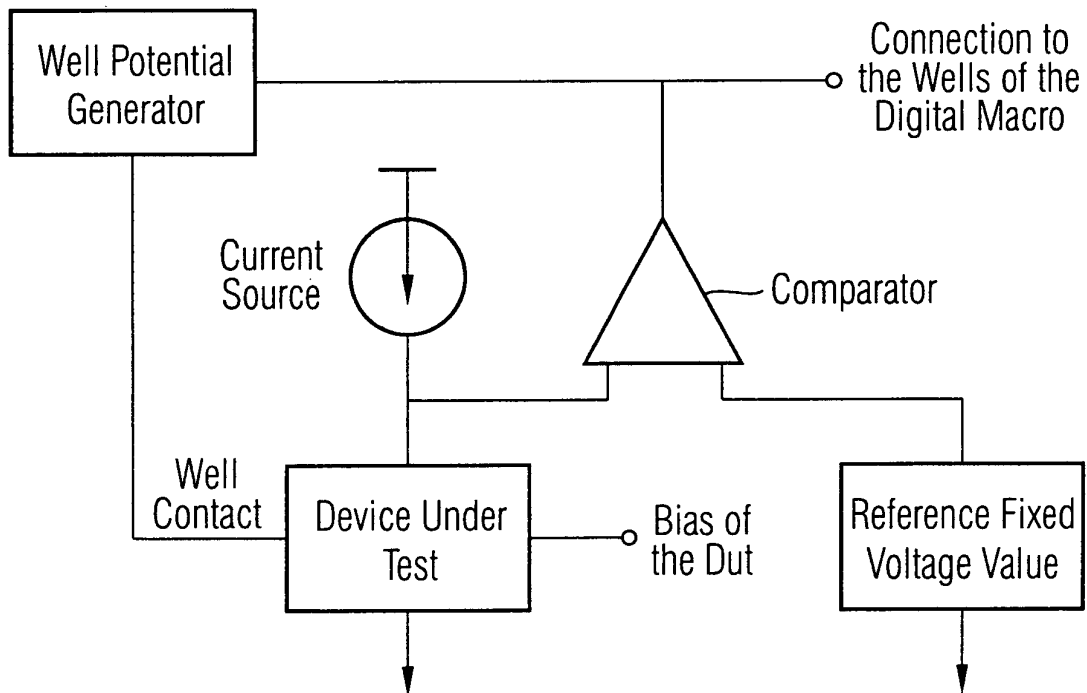 Well Potential
Generator
Connection to
the Wells of the
Digital Macro
Current
Source
Comparator
Well
Contact
Device Under
Test
Bias of
the Dut
Reference Fixed
Voltage Value